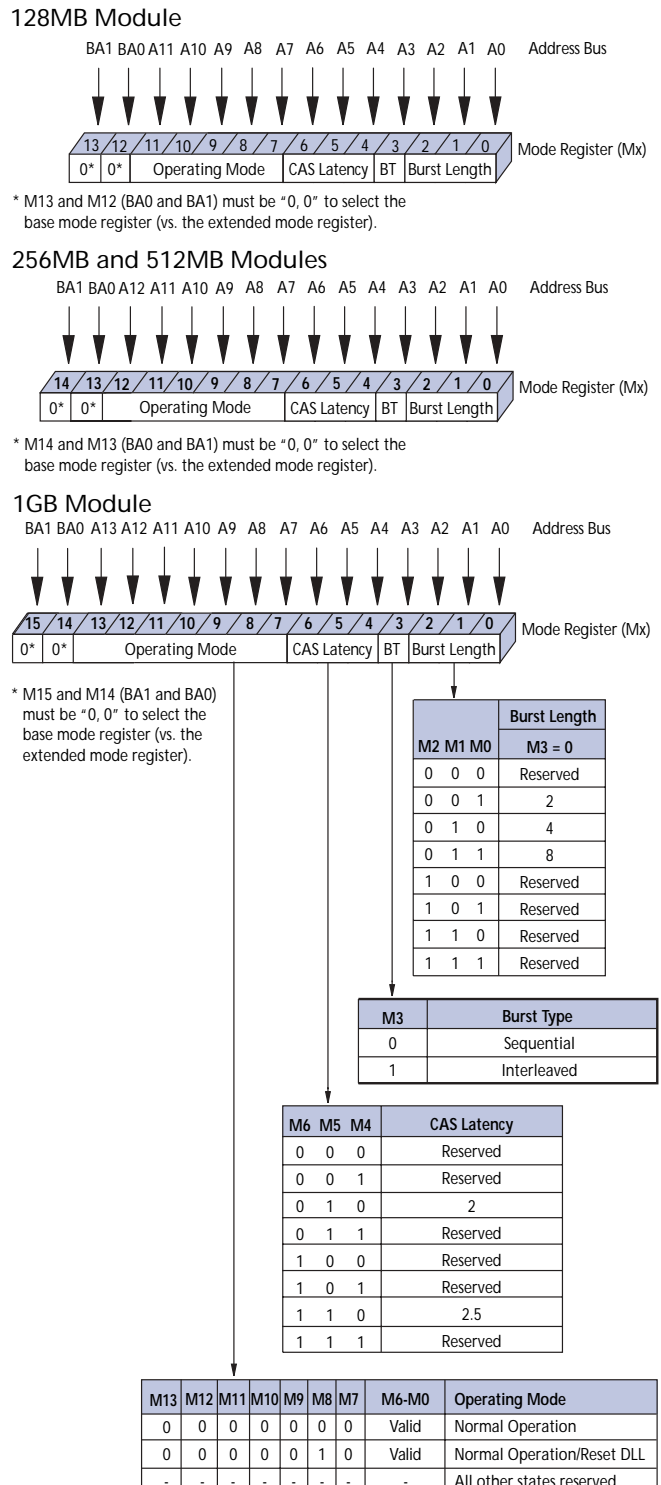 128MB Module
BA1 BA0 A11 A10 A9 A8 A7 A6 A5 A4 A3 A2 A1 A0 Address Bus
13 12 11 10 9 8 7 6 5 4 3 2 1 0 Mode Register (Mx)
0* 0* Operating Mode CAS Latency BT Burst Length
* M13 and M12 (BA0 and BA1) must be “0, 0” to select the
base mode register (vs. the extended mode register).
256MB and 512MB Modules
BA1 BA0 A12 A11 A10 A9 A8 A7 A6 A5 A4 A3 A2 A1 A0 Address Bus
14 13 12 11 10 9 8 7 6 5 4 3 2 1 0 Mode Register (Mx)
0* 0* Operating Mode CAS Latency BT Burst Length
* M14 and M13 (BA0 and BA1) must be “0, 0” to select the
base mode register (vs. the extended mode register).
1GB Module
BA1 BA0 A13 A12 A11 A10 A9 A8 A7 A6 A5 A4 A3 A2 A1 A0 Address Bus
15 14 13 12 11 10 9 8 7 6 5 4 3 2 1 0 Mode Register (Mx)
0* 0* Operating Mode CAS Latency BT Burst Length
* M15 and M14 (BA1 and BA0)
must be “0, 0” to select the
base mode register (vs. the
extended mode register).
Burst Length
M2 M1 M0 M3 = 0
0 0 0 Reserved
0 0 1 2
0 1 0 4
0 1 1 8
1 0 0 Reserved
1 0 1 Reserved
1 1 0 Reserved
1 1 1 Reserved
M3 Burst Type
0 Sequential
1 Interleaved
M6 M5 M4 CAS Latency
0 0 0 Reserved
0 0 1 Reserved
0 1 0 2
0 1 1 Reserved
1 0 0 Reserved
1 0 1 Reserved
1 1 0 2.5
1 1 1 Reserved
M13 M12 M11 M10 M9 M8 M7 M6-M0 Operating Mode
0 0 0 0 0 0 0 Valid Normal Operation
0 0 0 0 0 1 0 Valid Normal Operation/Reset DLL
- - - - - - - - All other states reserved